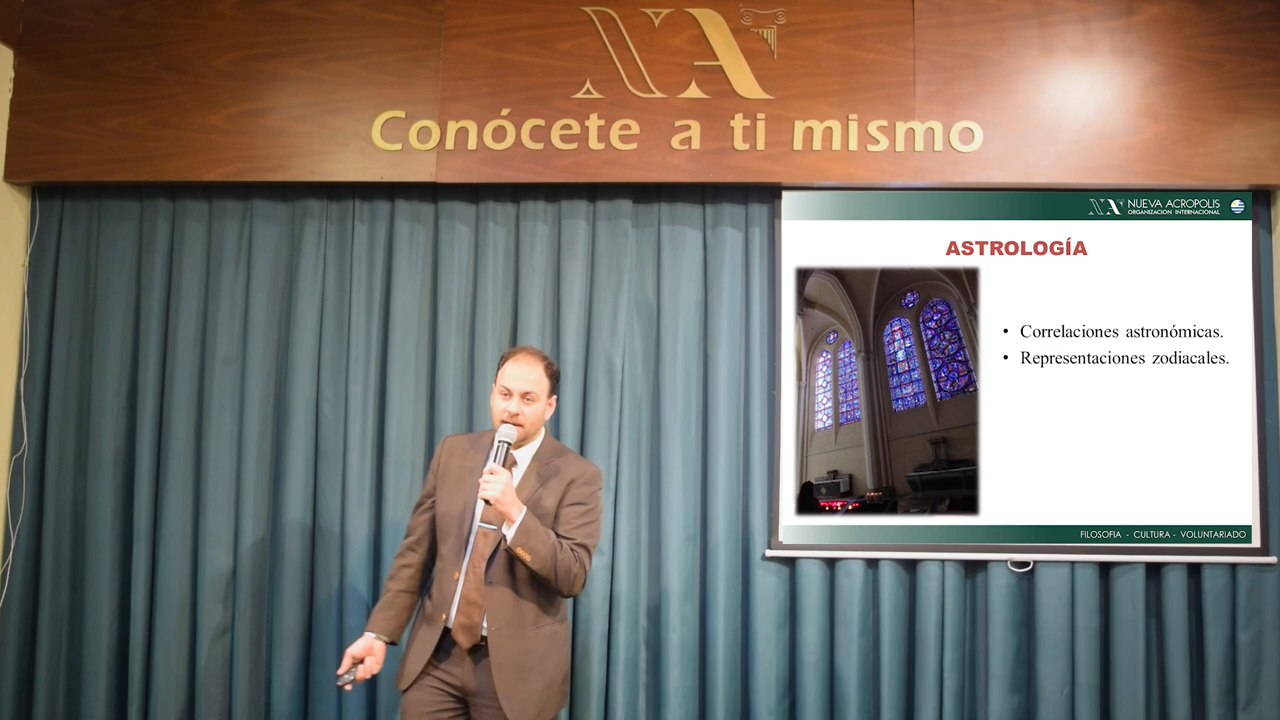 NA
Conócete a ti mismo
NA NUEVA ACROPOLIS
ORGANIZACION INTERNACIONAL
ASTROLOGÍA
• Correlaciones astronómicas.
• Representaciones zodiacales.
FILOSOFIA - CULTURA - VOLUNTARIADO